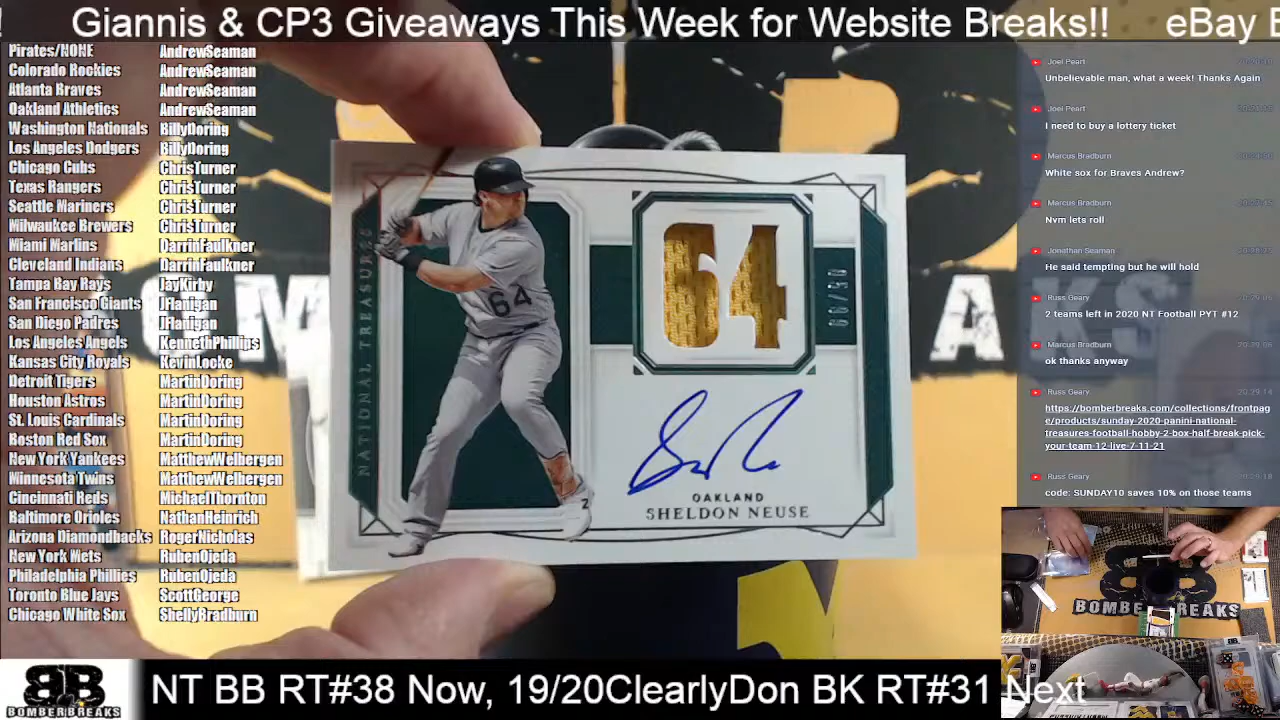 ! Giannis & CP3 Giveaways This Week for Website Breaks!! eBay B
Pirates/NONE AndrewSeaman
Colorado Rockies AndrewSeaman
Atlanta Braves AndrewSeaman
Oakland Athletics AndrewSeaman
Washington Nationals BillyDoring
Los Angeles Dodgers BillyDoring
Chicago Cubs ChrisTurner
Texas Rangers ChrisTurner
Seattle Mariners ChrisTurner
Milwaukee Brewers ChrisTurner
Miami Marlins DarrinFaulkner
Cleveland Indians DarrinFaulkner
Tampa Bay Rays JayKirby
San Francisco Giants JFlanigan
San Diego Padres JFlanigan
Los Angeles Angels KennethPhillips
Kansas City Royals KevinLocke
Detroit Tigers MartinDoring
Houston Astros MartinDoring
St. Louis Cardinals MartinDoring
Boston Red Sox MartinDoring
New York Yankees MatthewWelbergen
Minnesota Twins MatthewWelbergen
Cincinnati Reds MichaelThornton
Baltimore Orioles NathanHeinrich
Arizona Diamondbacks RogerNicholas
New York Mets RubenOjeda
Philadelphia Phillies RubenOjeda
Toronto Blue Jays ScottGeorge
Chicago White Sox ShellyBradburn
NATIONAL TREASURES
64
64
OAKLAND
SHELDON NEUSE
Joel Peart
Unbelievable man, what a week! Thanks Again
Joel Peart
I need to buy a lottery ticket
Marcus Bradburn
White sox for Braves Andrew?
Marcus Bradburn
Nvm lets roll
Jonathan Seaman
He said tempting but he will hold
Russ Geary
2 teams left in 2020 NT Football PYT #12
Marcus Bradburn
ok thanks anyway
Russ Geary
https://bomberbreaks.com/collections/frontpag
e/products/sunday-2020-panini-national-
treasures-football-hobby-2-box-half-break-pick-
your-team-12-live-7-11-21
Russ Geary
code: SUNDAY10 saves 10% on those teams
BOMBERBREAKS
BB
BOMBERBREAKS
NT BB RT#38 Now, 19/20ClearlyDon BK RT#31 Next